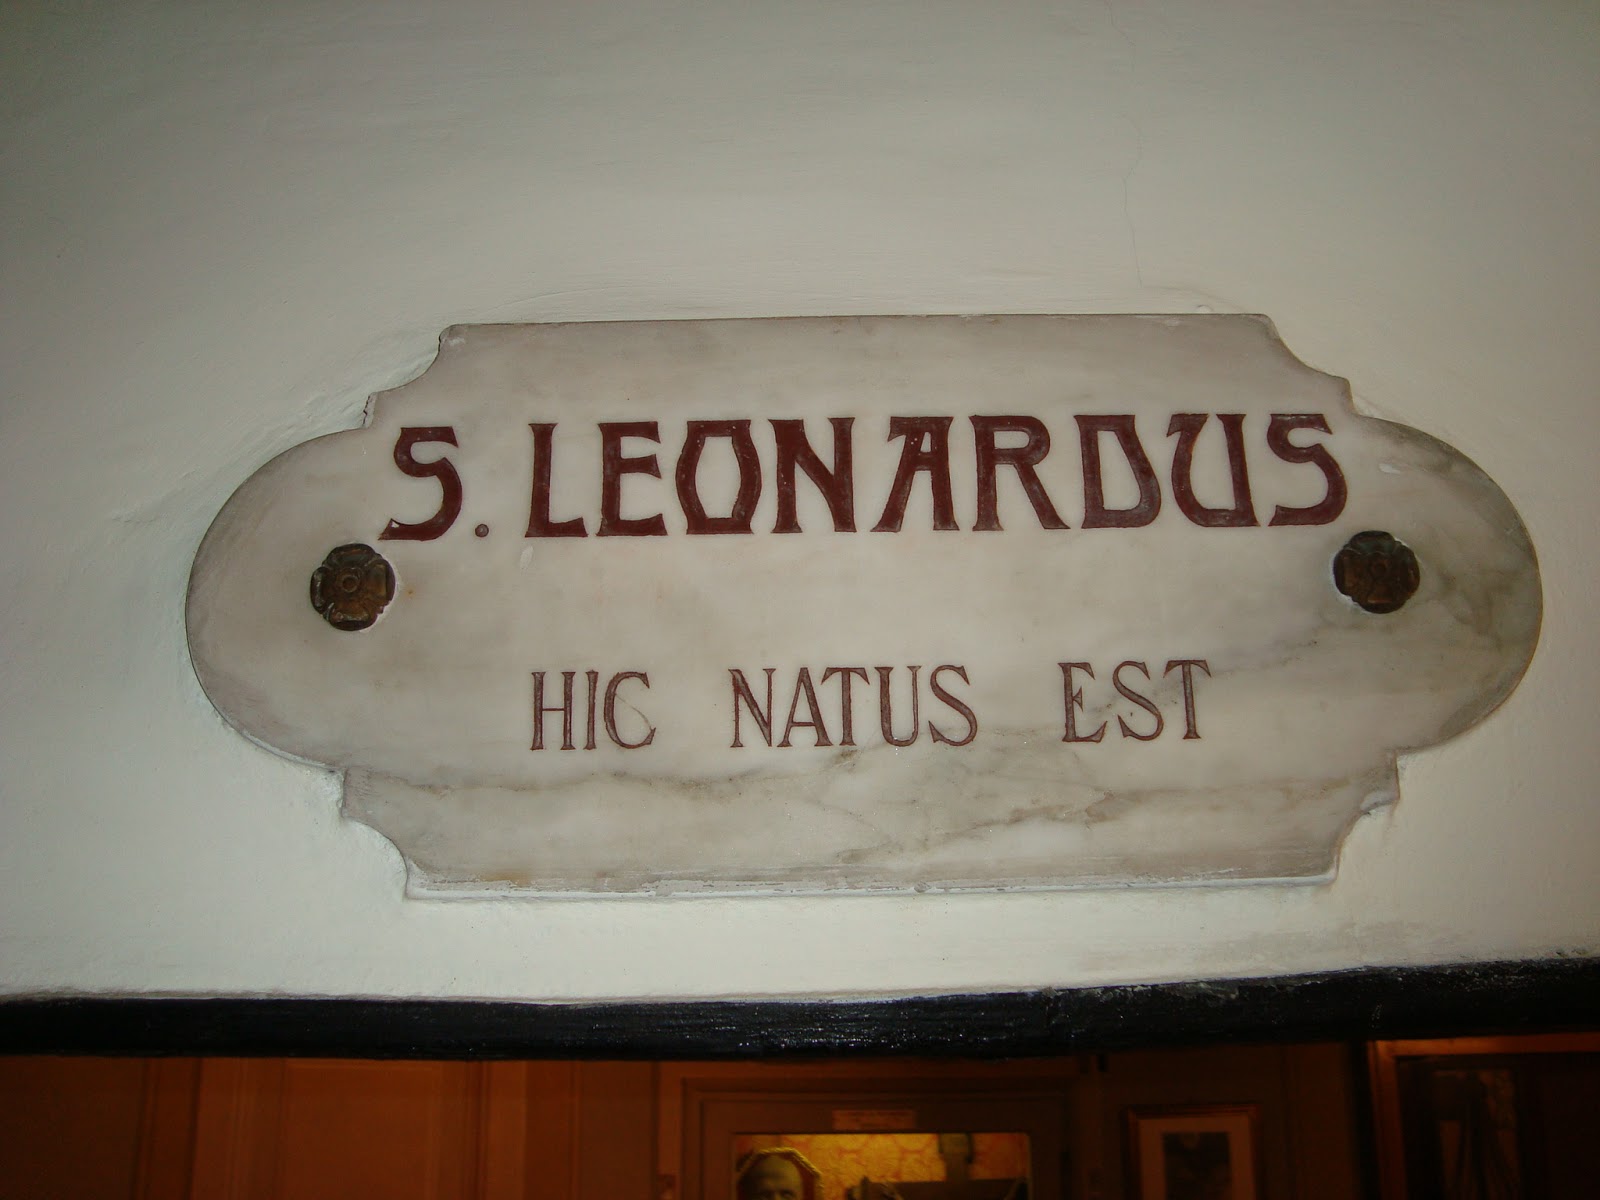 S. LEONARDUS
HIC NATUS EST